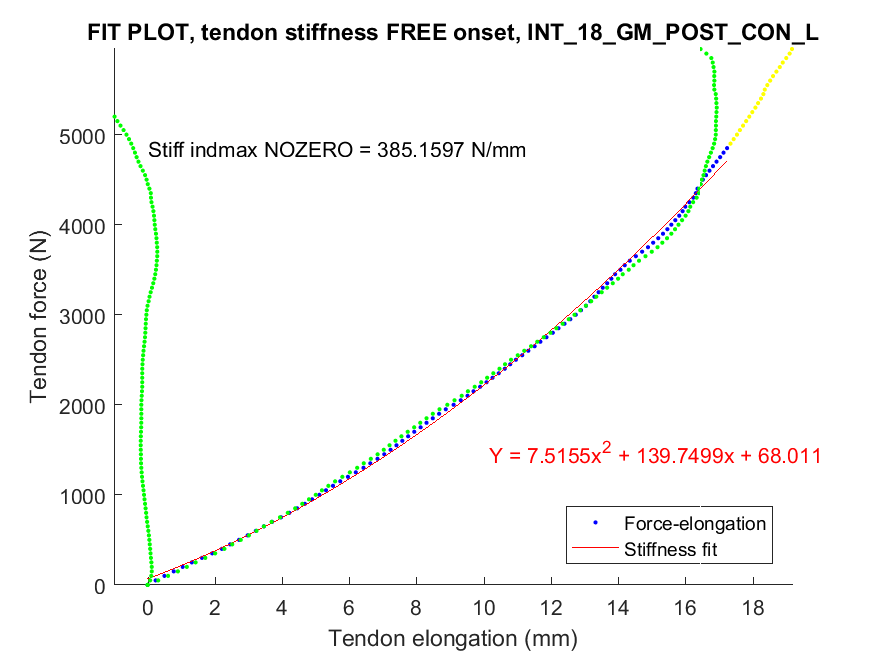 FIT PLOT, tendon stiffness FREE onset, INT_18_GM_POST_CON_L
Tendon force (N)
5000
4000
3000
2000
1000
0
Stiff indmax NOZERO = 385.1597 N/mm
Y = 7.5155x² + 139.7499x + 68.011
Force-elongation
Stiffness fit
0 2 4 6 8 10 12 14 16 18
Tendon elongation (mm)